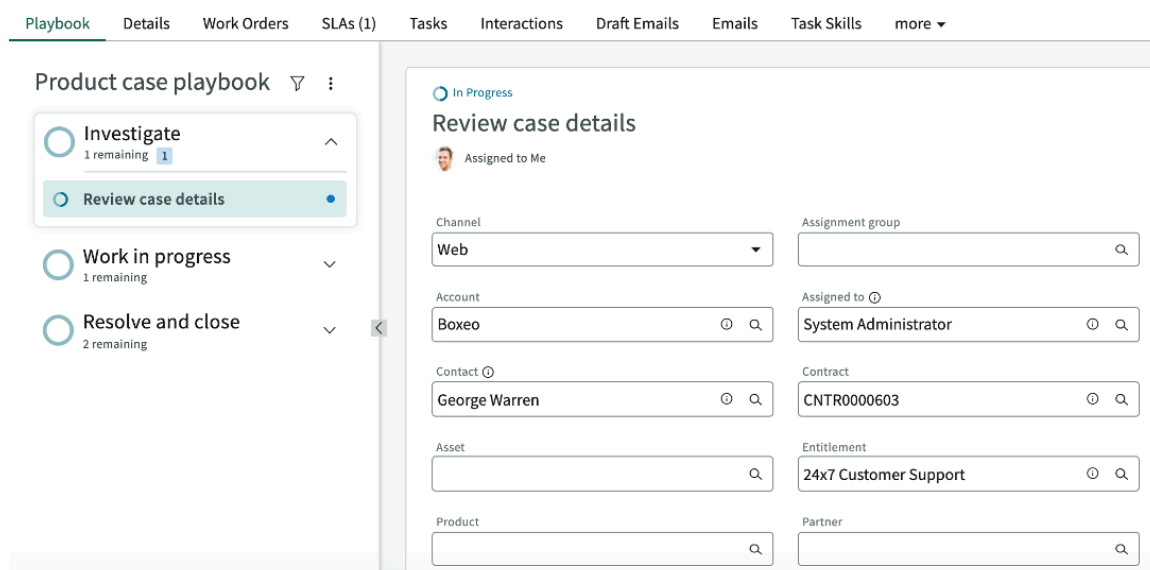 Playbook Details Work Orders SLAs (1) Tasks Interactions Draft Emails Emails Task Skills more
Product case playbook
Investigate
1 remaining 1
Review case details
Work in progress
1 remaining
Resolve and close
2 remaining
In Progress
Review case details
Assigned to Me
Channel
Web
Assignment group
Account
Boxeo
Assigned to
System Administrator
Contact
George Warren
Contract
CNTR0000603
Asset
Entitlement
24x7 Customer Support
Product
Partner